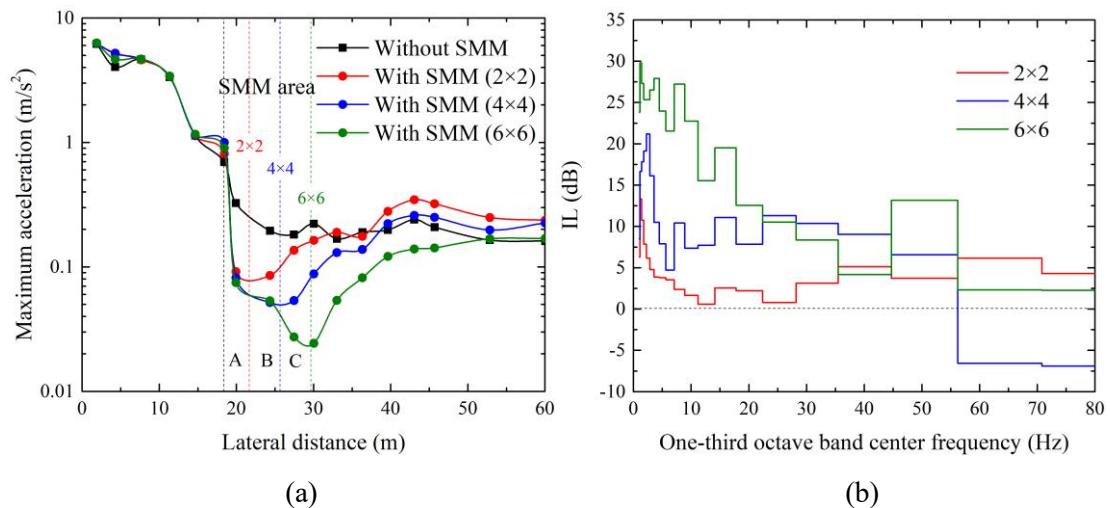 10
1
0.1
0.01
Maximum acceleration (m/s²)
0 10 20 30 40 50 60
Lateral distance (m)
Without SMM
With SMM (2×2)
SMM area
With SMM (4×4)
With SMM (6×6)
2×2
4×4
6×6
A B C
(a)
35
30
25
20
15
10
5
0
-5
-10
IL (dB)
0 10 20 30 40 50 60 70 80
One-third octave band center frequency (Hz)
2×2
4×4
6×6
(b)